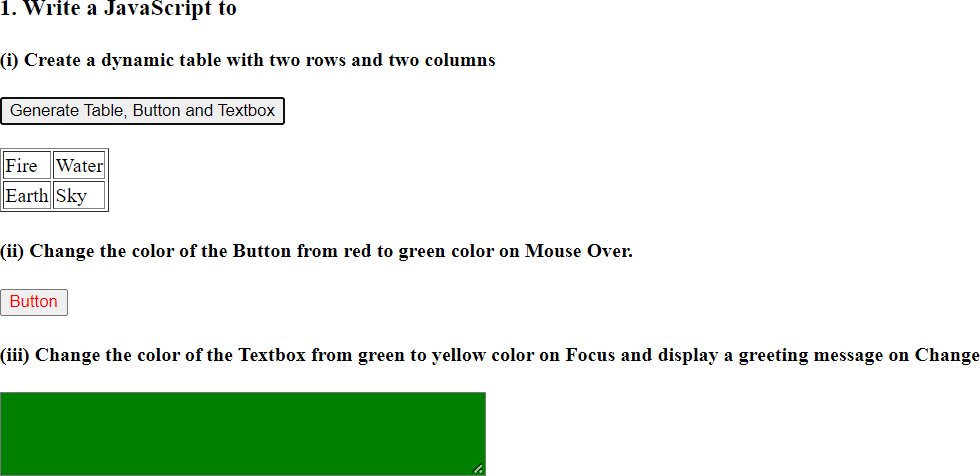 1. Write a JavaScript to
(i) Create a dynamic table with two rows and two columns
Generate Table, Button and Textbox
Fire Water
Earth Sky
(ii) Change the color of the Button from red to green color on Mouse Over.
Button
(iii) Change the color of the Textbox from green to yellow color on Focus and display a greeting message on Change